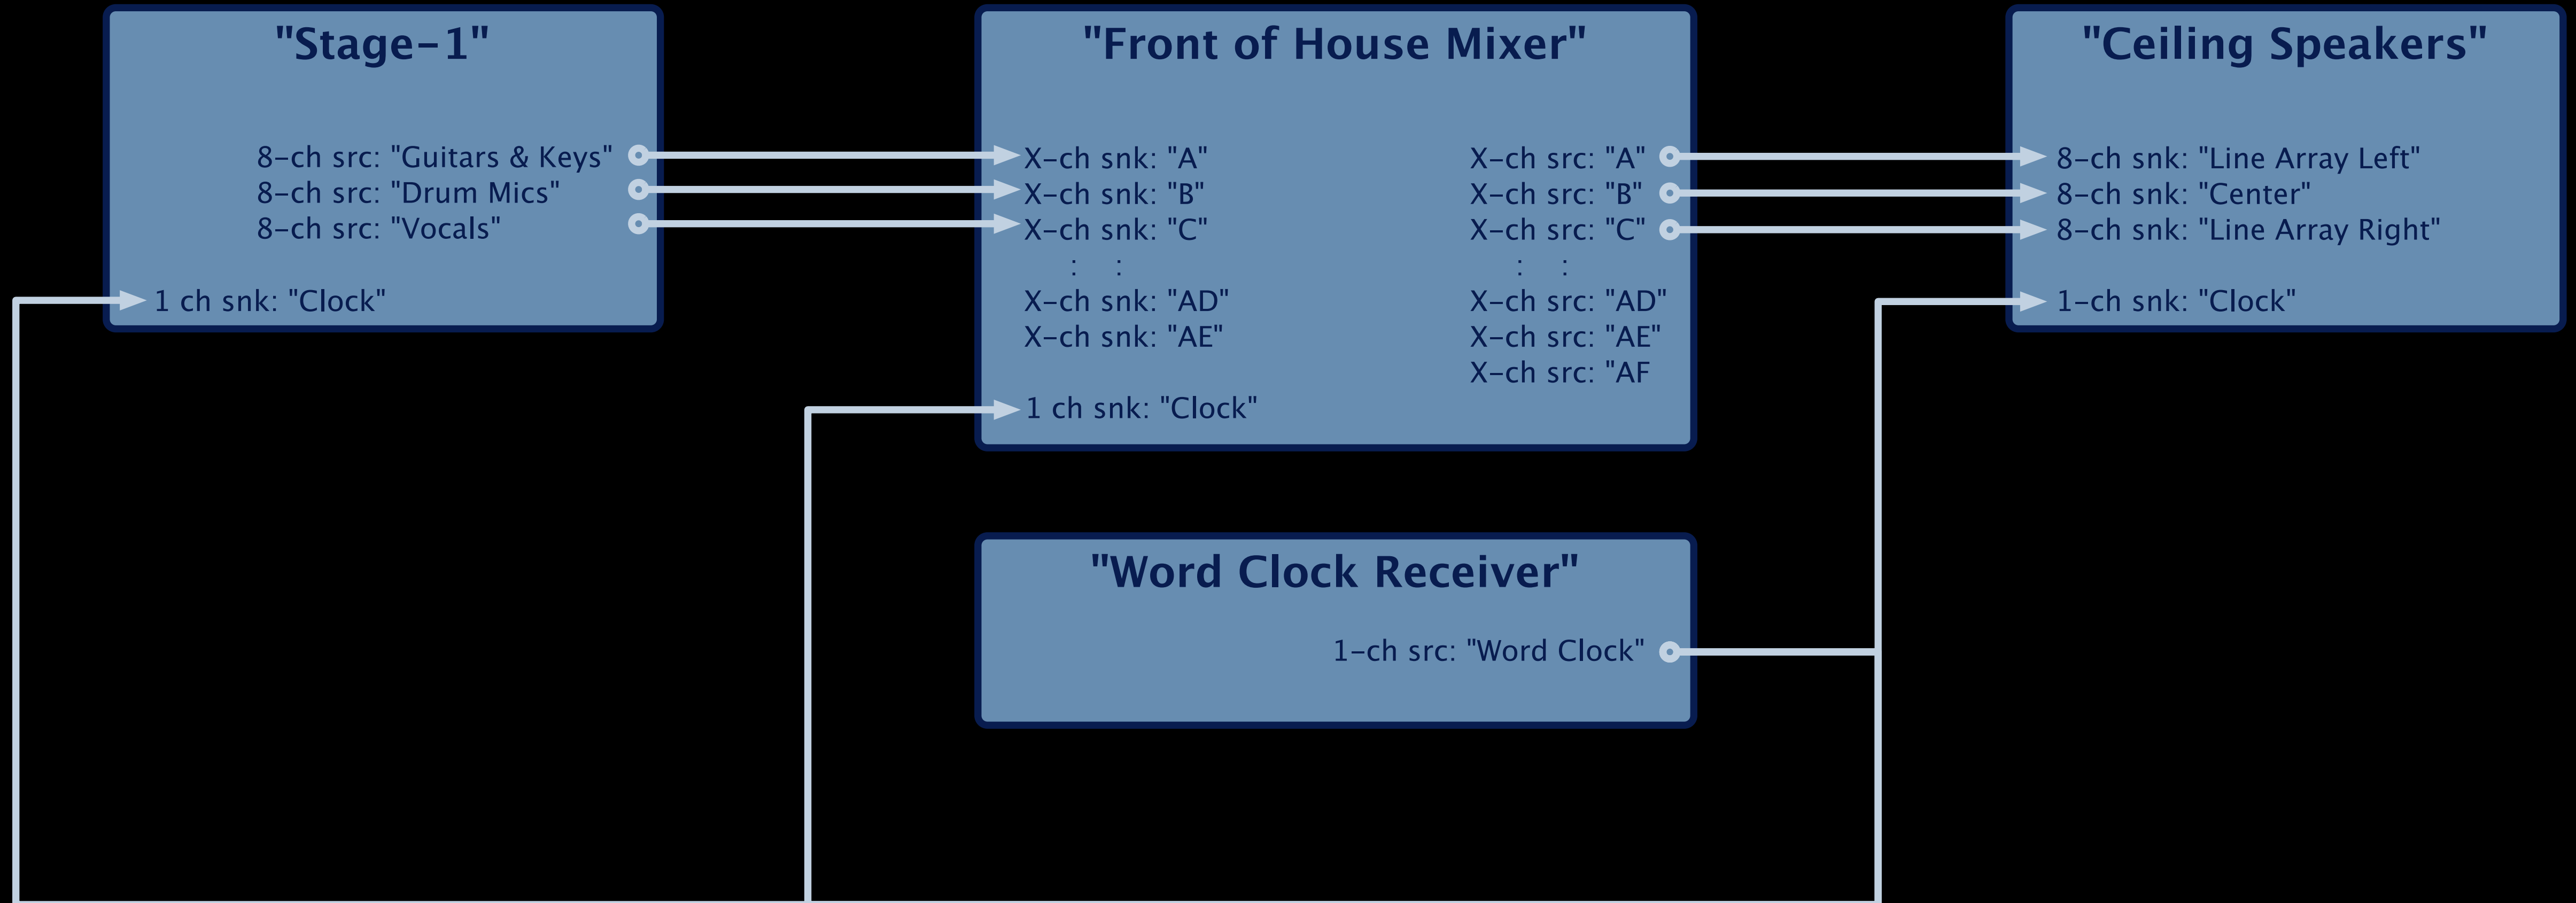 "Stage-1"
8-ch src: "Guitars & Keys"
8-ch src: "Drum Mics"
8-ch src: "Vocals"
1 ch snk: "Clock"
"Front of House Mixer"
X-ch snk: "A"
X-ch snk: "B"
X-ch snk: "C"
: :
X-ch snk: "AD"
X-ch snk: "AE"
1 ch snk: "Clock"
X-ch src: "A"
X-ch src: "B"
X-ch src: "C"
: :
X-ch src: "AD"
X-ch src: "AE"
X-ch src: "AF
"Ceiling Speakers"
8-ch snk: "Line Array Left"
8-ch snk: "Center"
8-ch snk: "Line Array Right"
1-ch snk: "Clock"
"Word Clock Receiver"
1-ch src: "Word Clock"